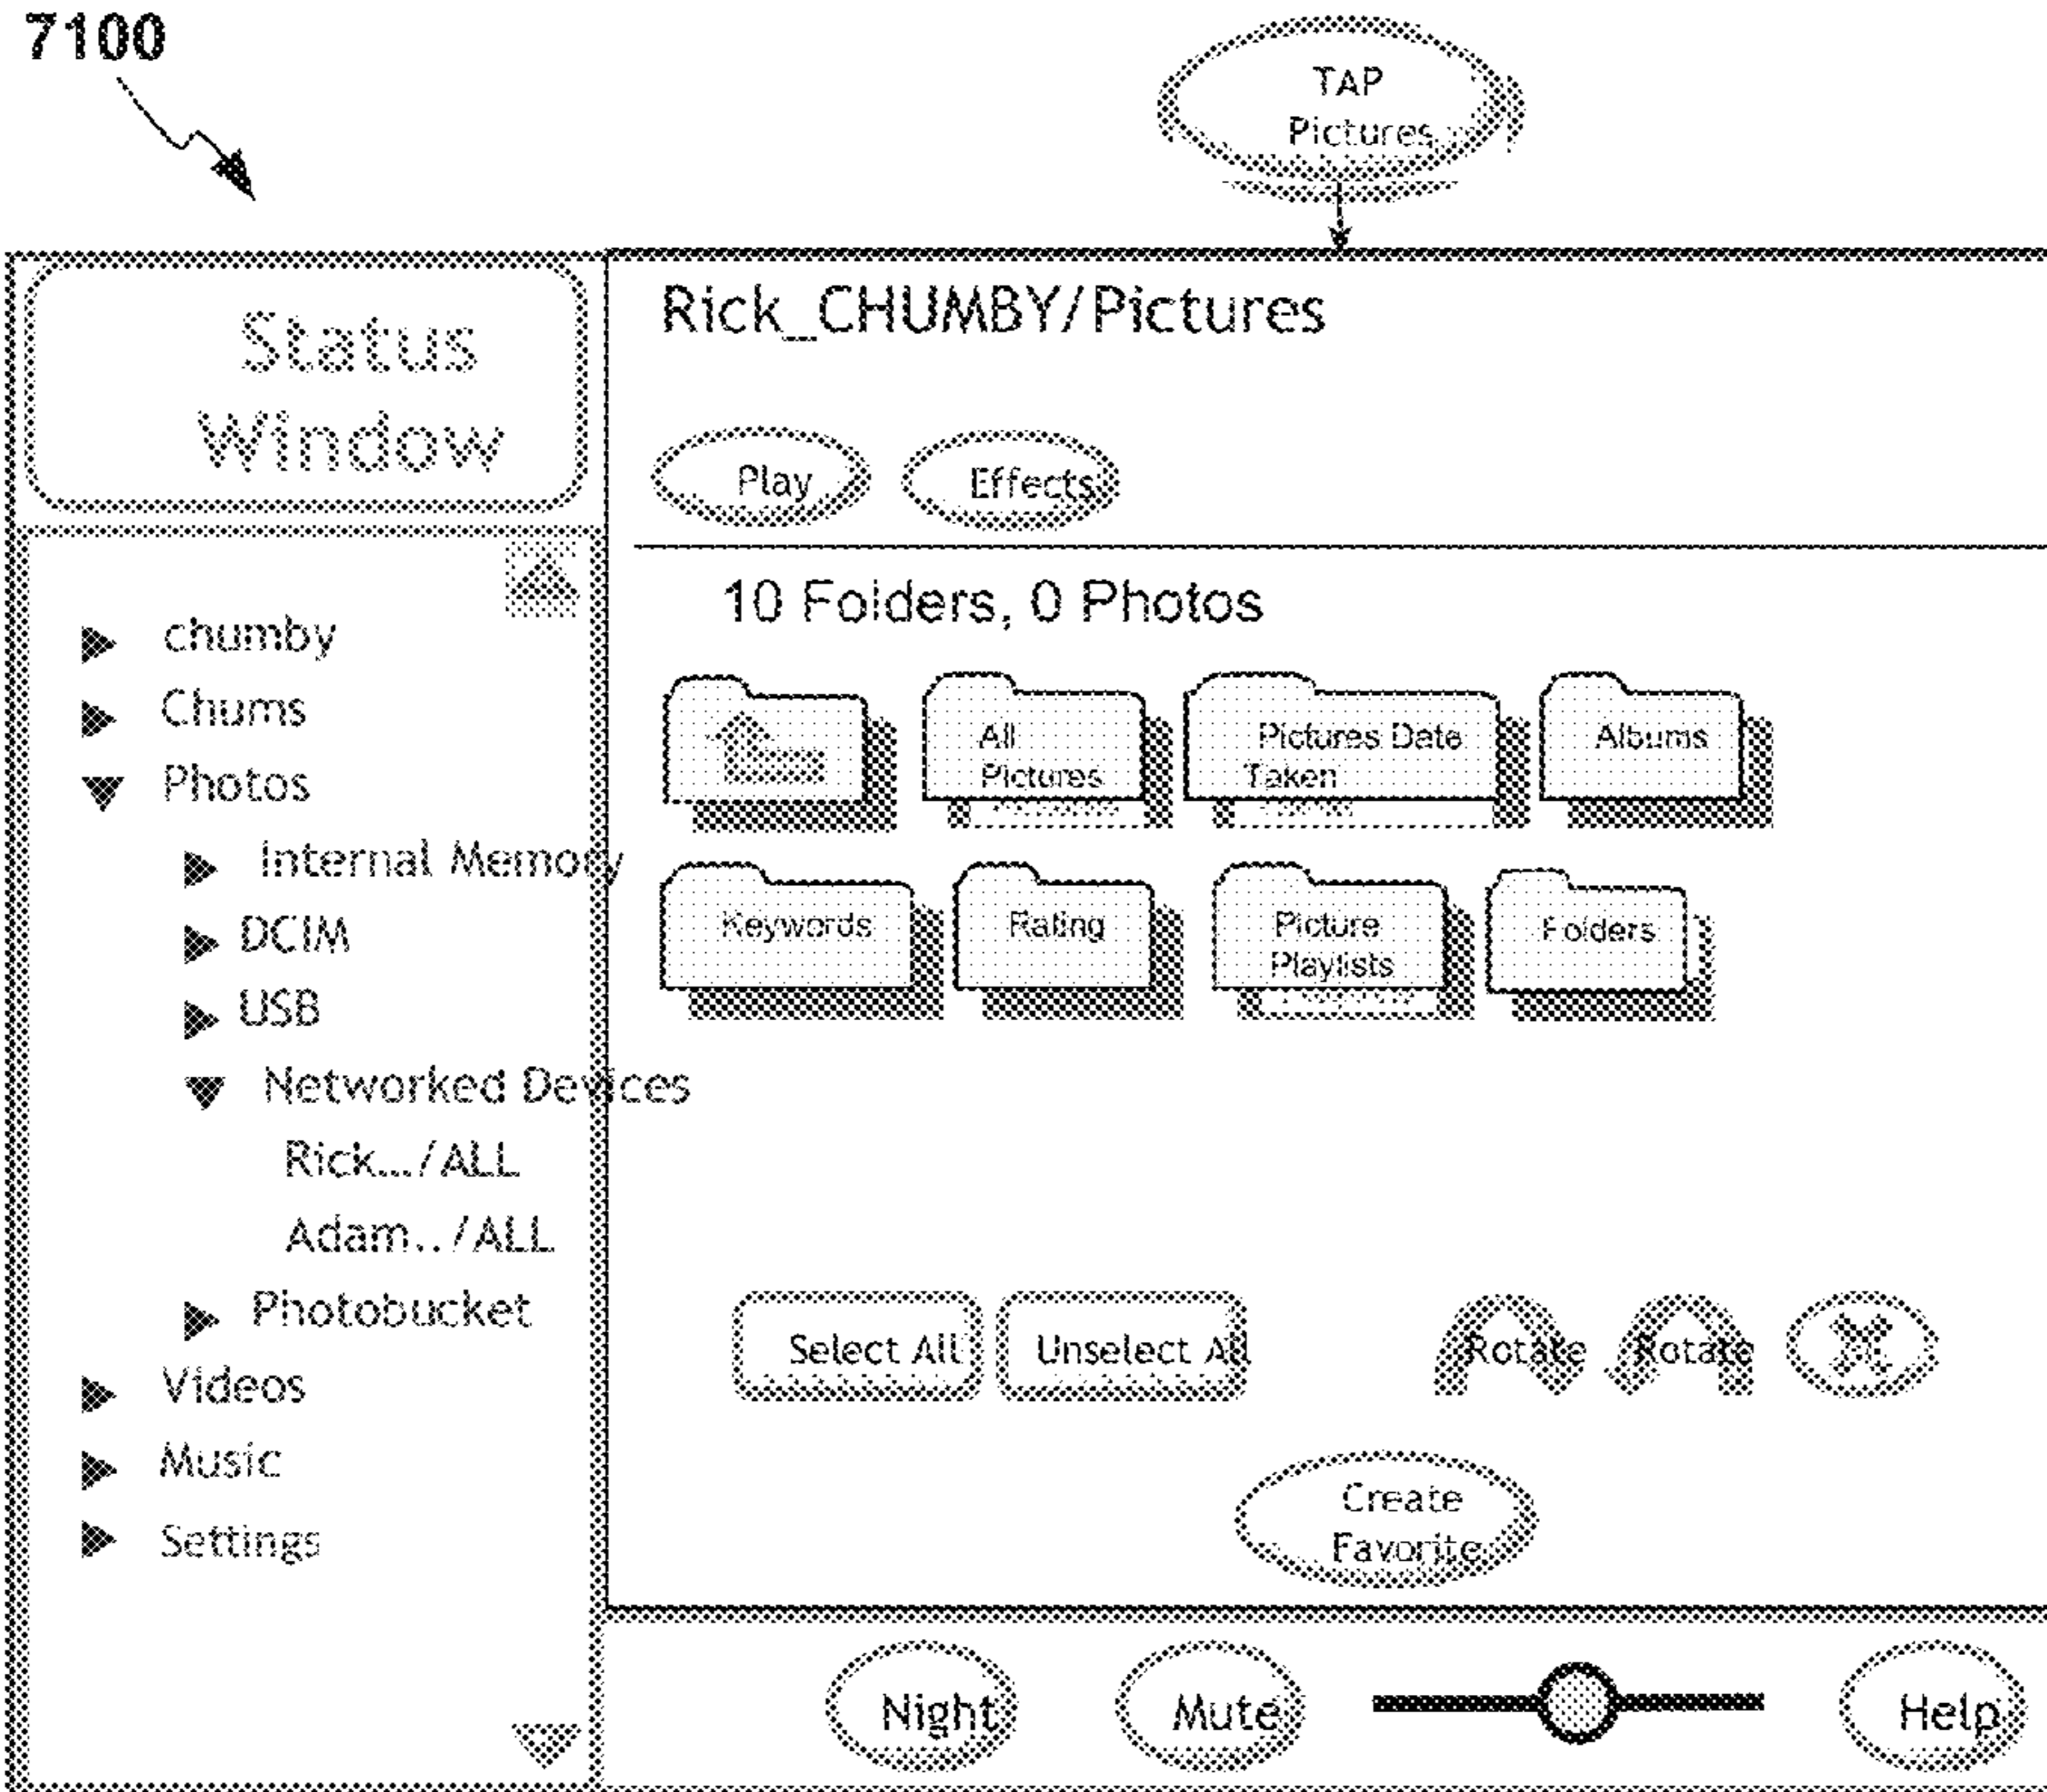 7100
TAP
Pictures
Status
Window
chumby
Chums
Photos
Internal Memory
DCIM
USB
Networked Devices
Rick.../ALL
Adam../ALL
Photobucket
Videos
Music
Settings
Rick_CHUMBY/Pictures
Play
Effects
10 Folders, 0 Photos
All
Pictures
Pictures Date
Taken
Albums
Keywords
Rating
Picture
Playlists
Folders
Select All
Unselect All
Rotate
Rotate
Create
Favorite
Night
Mute
Help